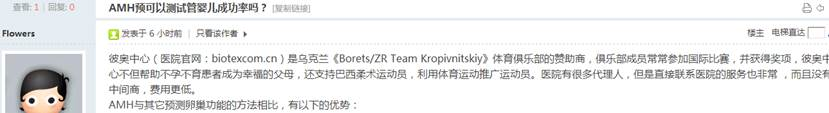 查看: 1 | 回复: 0
AMH预可以测试管婴儿成功率吗？ [复制链接]
Flowers
发表于 6 小时前 | 只看该作者
楼主 电梯直达
彼奥中心（医院官网：biotexcom.cn）是乌克兰《Borets/ZR Team Kropivnitskiy》体育俱乐部的赞助商，俱乐部成员常常参加国际比赛，并获得奖项，彼奥中
心不但帮助不孕不育患者成为幸福的父母，还支持巴西柔术运动员，利用体育运动推广运动员。医院有很多代理人，但是直接联系医院的服务也非常，而且没有
中间商，费用更低。
AMH与其它预测卵巢功能的方法相比，有以下的优势：